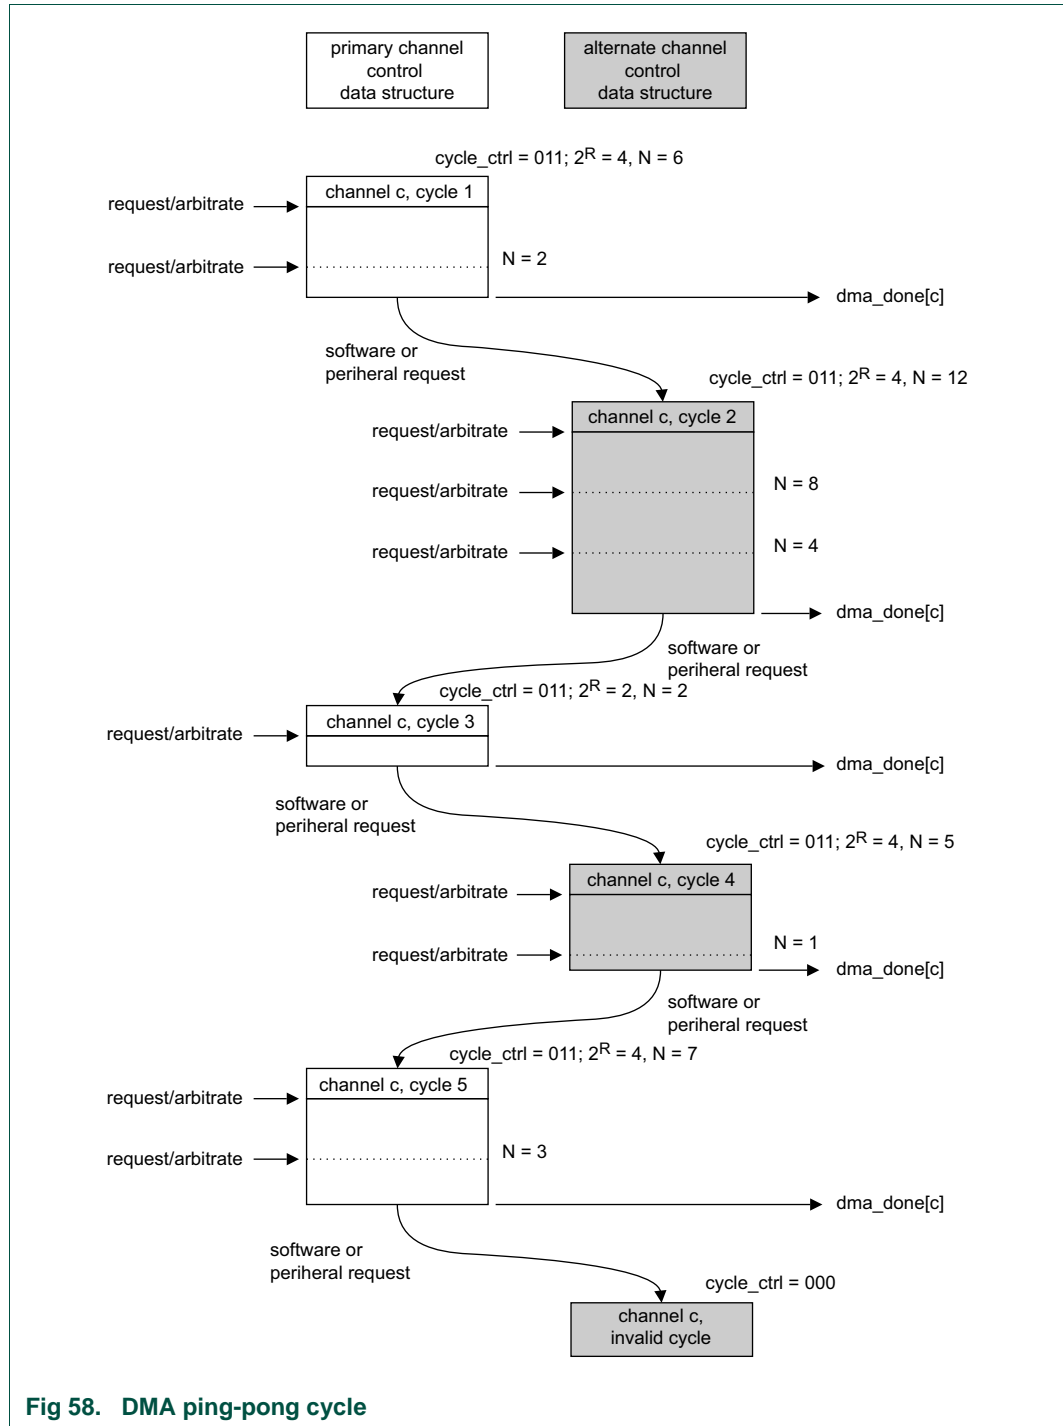 primary channel
control
data structure
alternate channel
control
data structure
cycle_ctrl = 011; 2R = 4, N = 6
channel c, cycle 1
request/arbitrate
request/arbitrate
N = 2
dma_done[c]
software or
periheral request
cycle_ctrl = 011; 2R = 4, N = 12
channel c, cycle 2
request/arbitrate
request/arbitrate
N = 8
request/arbitrate
N = 4
dma_done[c]
software or
periheral request
cycle_ctrl = 011; 2R = 2, N = 2
channel c, cycle 3
request/arbitrate
dma_done[c]
software or
periheral request
cycle_ctrl = 011; 2R = 4, N = 5
channel c, cycle 4
request/arbitrate
request/arbitrate
N = 1
dma_done[c]
software or
periheral request
cycle_ctrl = 011; 2R = 4, N = 7
channel c, cycle 5
request/arbitrate
request/arbitrate
N = 3
dma_done[c]
software or
periheral request
cycle_ctrl = 000
channel c,
invalid cycle
Fig 58. DMA ping-pong cycle